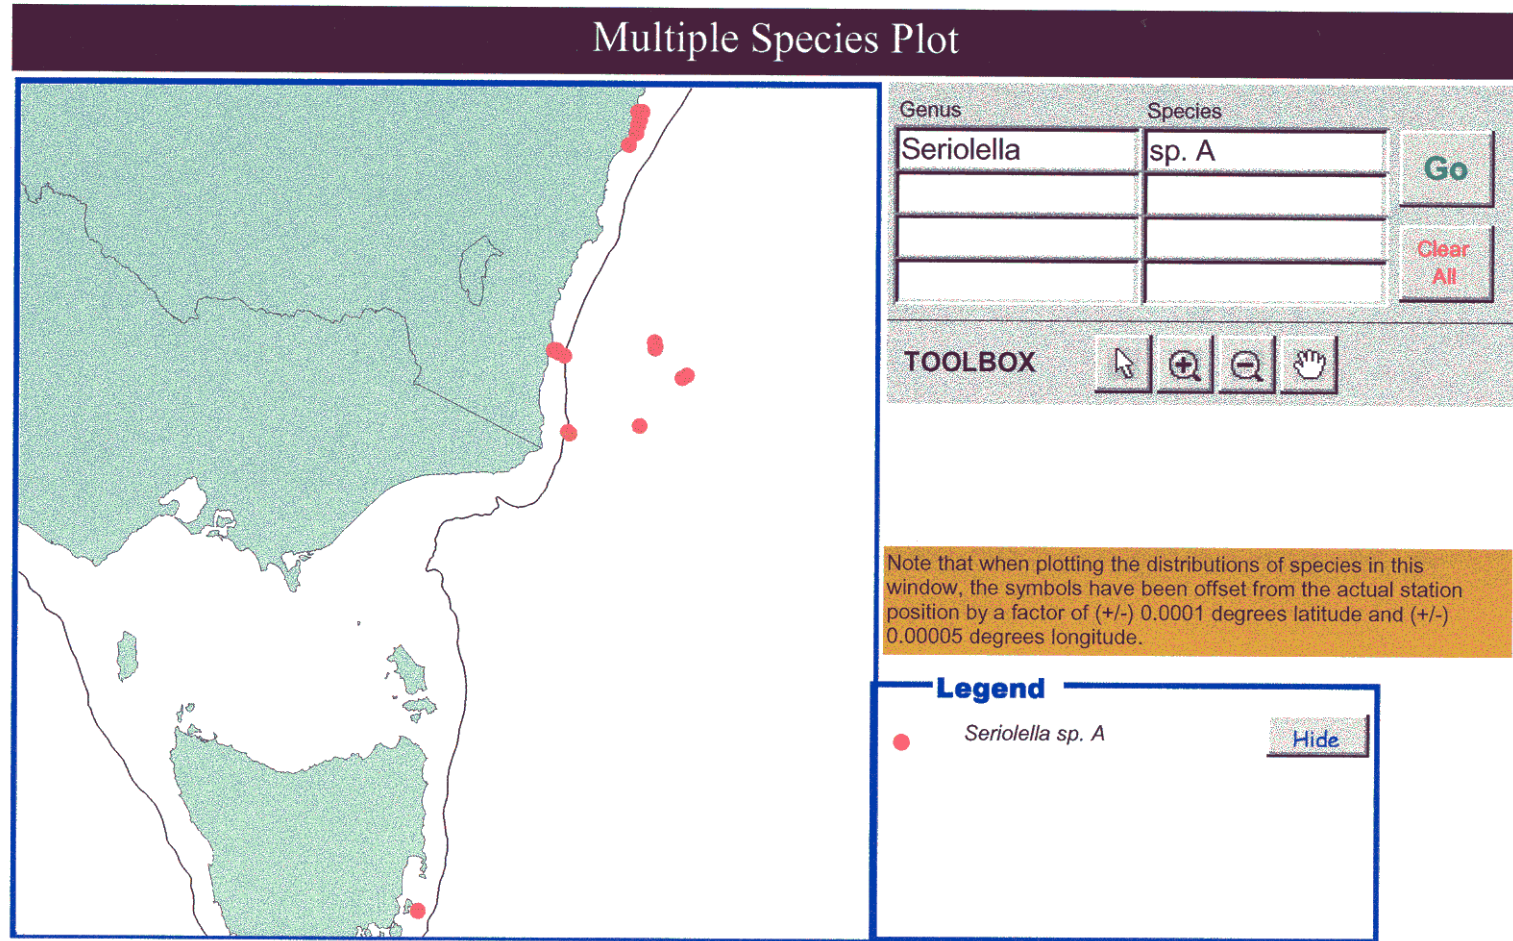 Multiple Species Plot
Genus
Species
Seriolella
sp. A
Go
Clear
All
TOOLBOX
Note that when plotting the distributions of species in this
window, the symbols have been offset from the actual station
position by a factor of (+/-) 0.0001 degrees latitude and (+/-)
0.00005 degrees longitude.
Legend
Seriolella sp. A
Hide